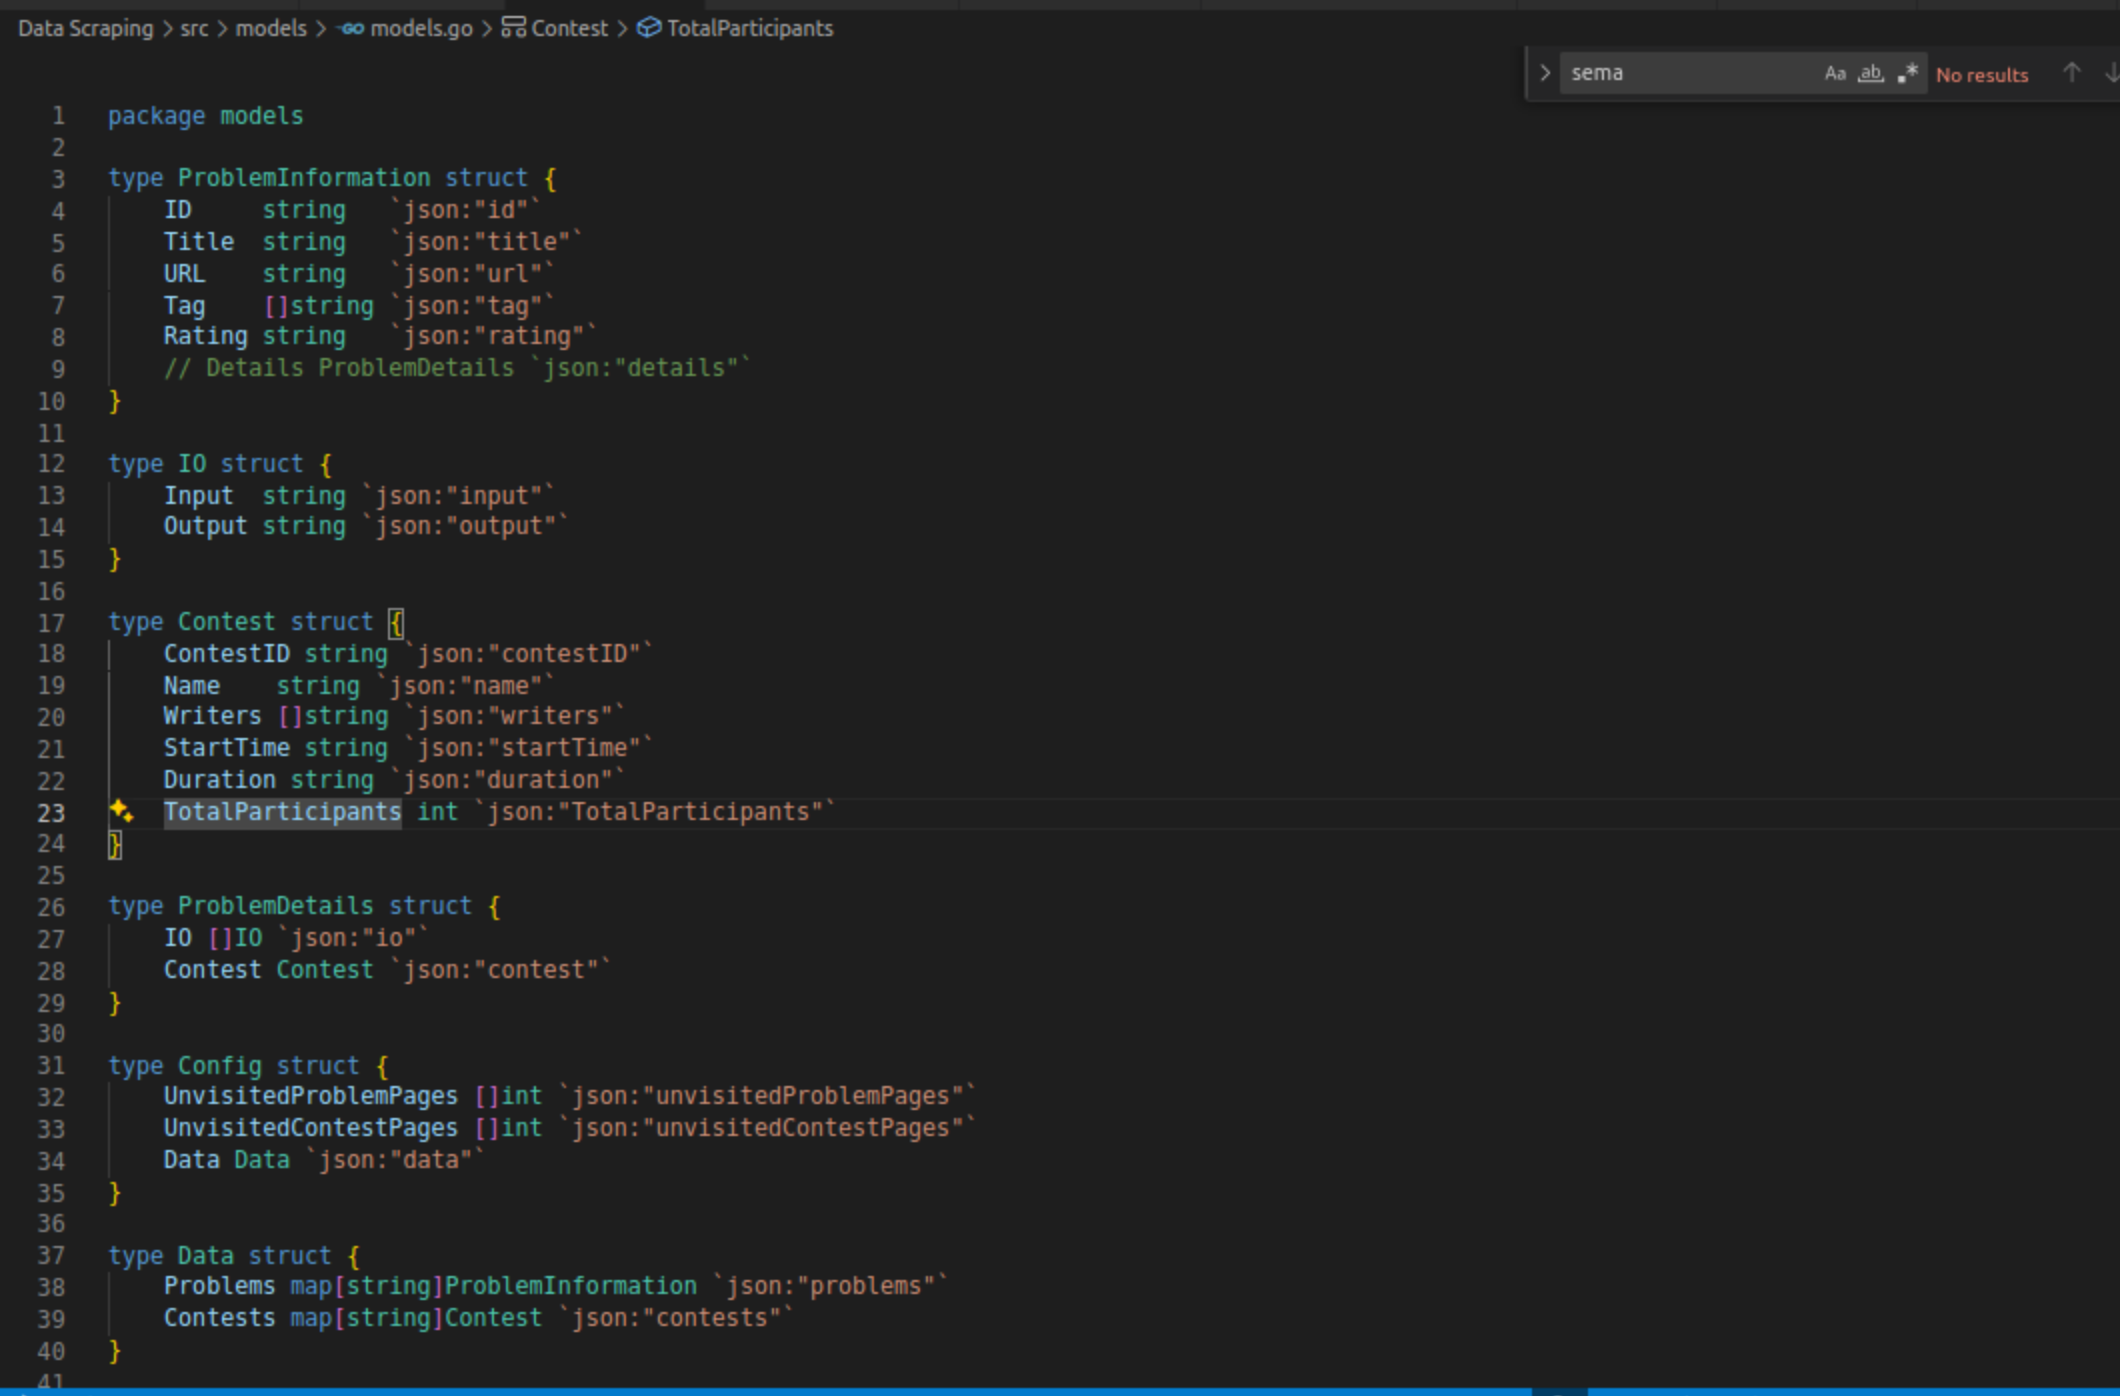 Data Scraping > src > models > GO models.go > Contest > TotalParticipants
> sema Aa ab .* No results ↑ ↓
1 package models
2
3 type ProblemInformation struct {
4     ID     string   `json:"id"`
5     Title  string   `json:"title"`
6     URL    string   `json:"url"`
7     Tag    []string `json:"tag"`
8     Rating string   `json:"rating"`
9     // Details ProblemDetails `json:"details"`
10 }
11
12 type IO struct {
13     Input  string `json:"input"`
14     Output string `json:"output"`
15 }
16
17 type Contest struct {
18     ContestID string `json:"contestID"`
19     Name    string `json:"name"`
20     Writers []string `json:"writers"`
21     StartTime string `json:"startTime"`
22     Duration string `json:"duration"`
23     TotalParticipants int `json:"TotalParticipants"`
24 }
25
26 type ProblemDetails struct {
27     IO []IO `json:"io"`
28     Contest Contest `json:"contest"`
29 }
30
31 type Config struct {
32     UnvisitedProblemPages []int `json:"unvisitedProblemPages"`
33     UnvisitedContestPages []int `json:"unvisitedContestPages"`
34     Data Data `json:"data"`
35 }
36
37 type Data struct {
38     Problems map[string]ProblemInformation `json:"problems"`
39     Contests map[string]Contest `json:"contests"`
40 }
41